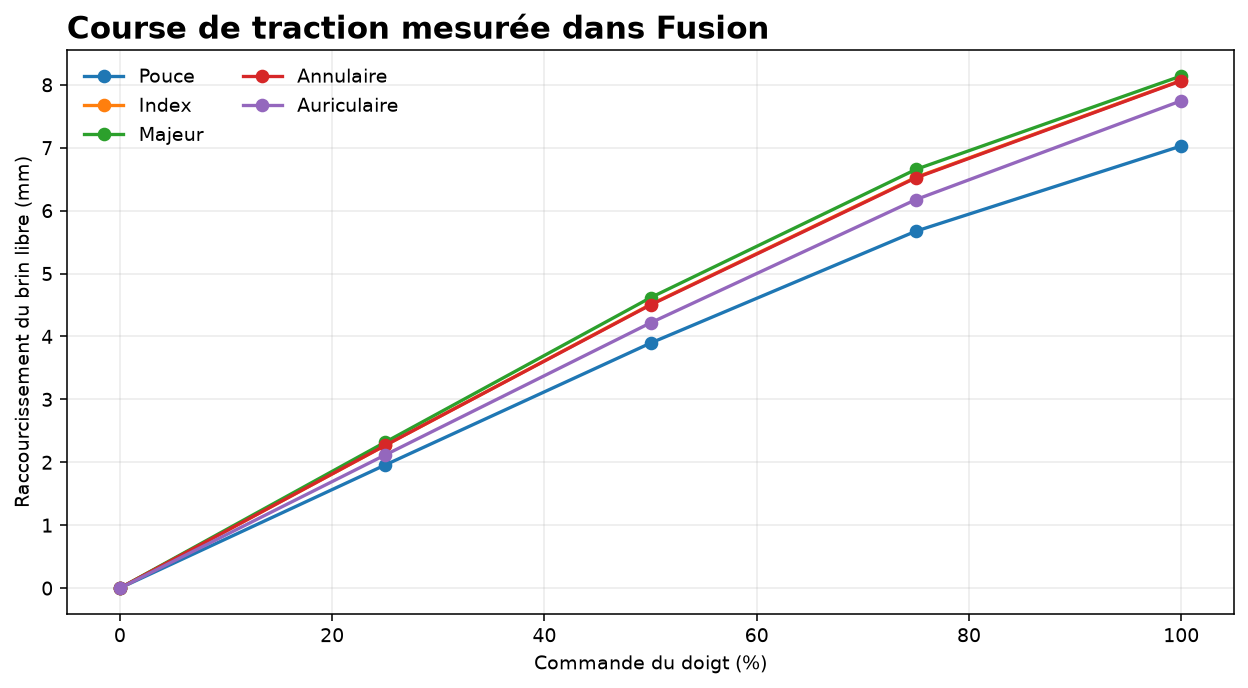 Course de traction mesurée dans Fusion
Pouce
Index
Majeur
Annulaire
Auriculaire
Raccourcissement du brin libre (mm)
8
7
6
5
4
3
2
1
0
0 20 40 60 80 100
Commande du doigt (%)